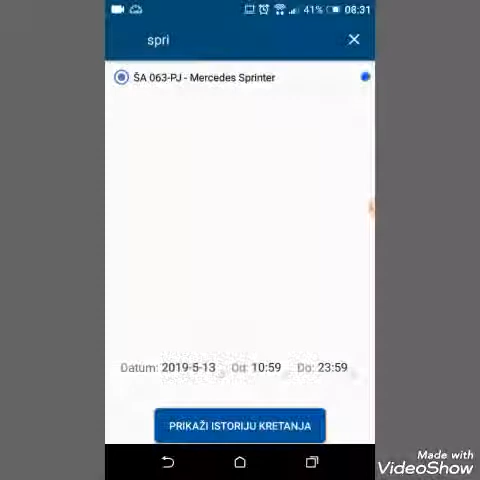 41% 08:31
spri
ŠA 063-PJ - Mercedes Sprinter
Datum: 2019-5-13 Od: 10:59 Do: 23:59
PRIKAŽI ISTORIJU KRETANJA
Made with
VideoShow